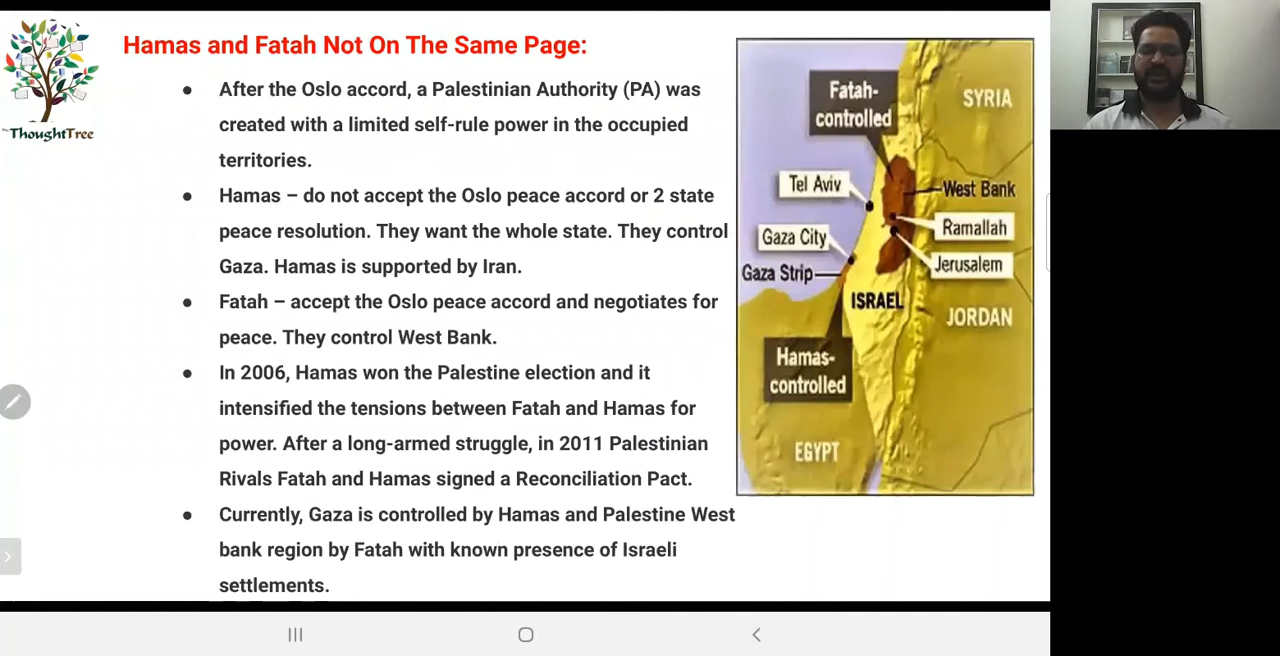 Hamas and Fatah Not On The Same Page:
ThoughtTree
● After the Oslo accord, a Palestinian Authority (PA) was
created with a limited self-rule power in the occupied
territories.
● Hamas – do not accept the Oslo peace accord or 2 state
peace resolution. They want the whole state. They control
Gaza. Hamas is supported by Iran.
● Fatah – accept the Oslo peace accord and negotiates for
peace. They control West Bank.
● In 2006, Hamas won the Palestine election and it
intensified the tensions between Fatah and Hamas for
power. After a long-armed struggle, in 2011 Palestinian
Rivals Fatah and Hamas signed a Reconciliation Pact.
● Currently, Gaza is controlled by Hamas and Palestine West
bank region by Fatah with known presence of Israeli
settlements.
Fatah-
controlled
SYRIA
Tel Aviv
West Bank
Ramallah
Gaza City
Jerusalem
Gaza Strip
ISRAEL
JORDAN
Hamas-
controlled
EGYPT